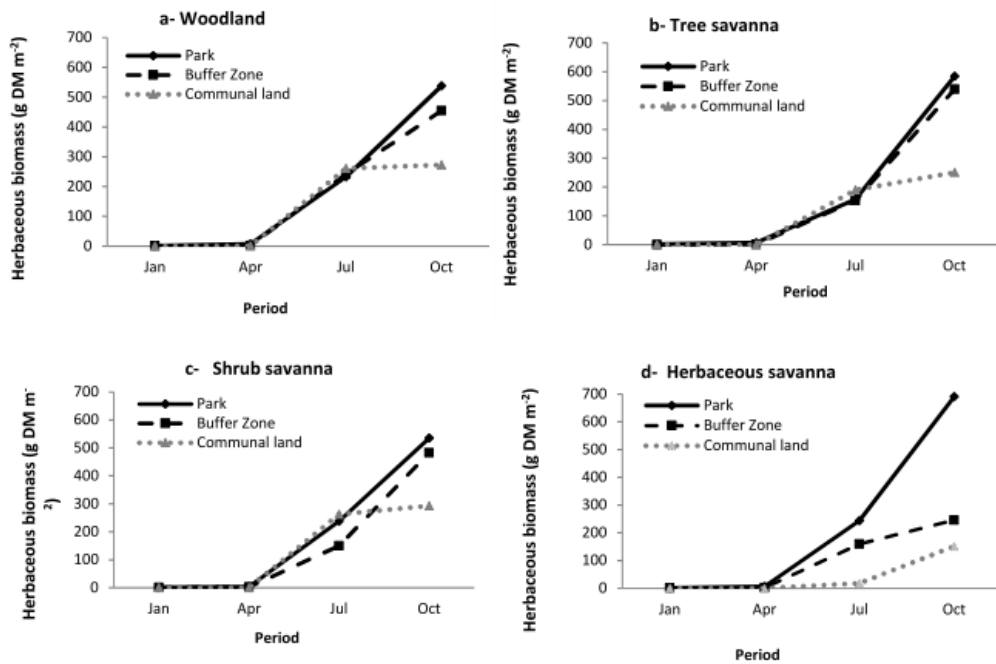 a- Woodland
Herbaceous biomass (g DM m-2)
700
600
500
400
300
200
100
0
Park
Buffer Zone
Communal land
Jan Apr Jul Oct
Period
b- Tree savanna
Herbaceous biomass (g DM m-2)
700
600
500
400
300
200
100
0
Park
Buffer Zone
Communal land
Jan Apr Jul Oct
Period
c- Shrub savanna
Herbaceous biomass (g DM m-
2)
700
600
500
400
300
200
100
0
Park
Buffer Zone
Communal land
Jan Apr Jul Oct
Period
d- Herbaceous savanna
Herbaceous biomass (g DM m-2)
700
600
500
400
300
200
100
0
Park
Buffer Zone
Communal land
Jan Apr Jul Oct
Period